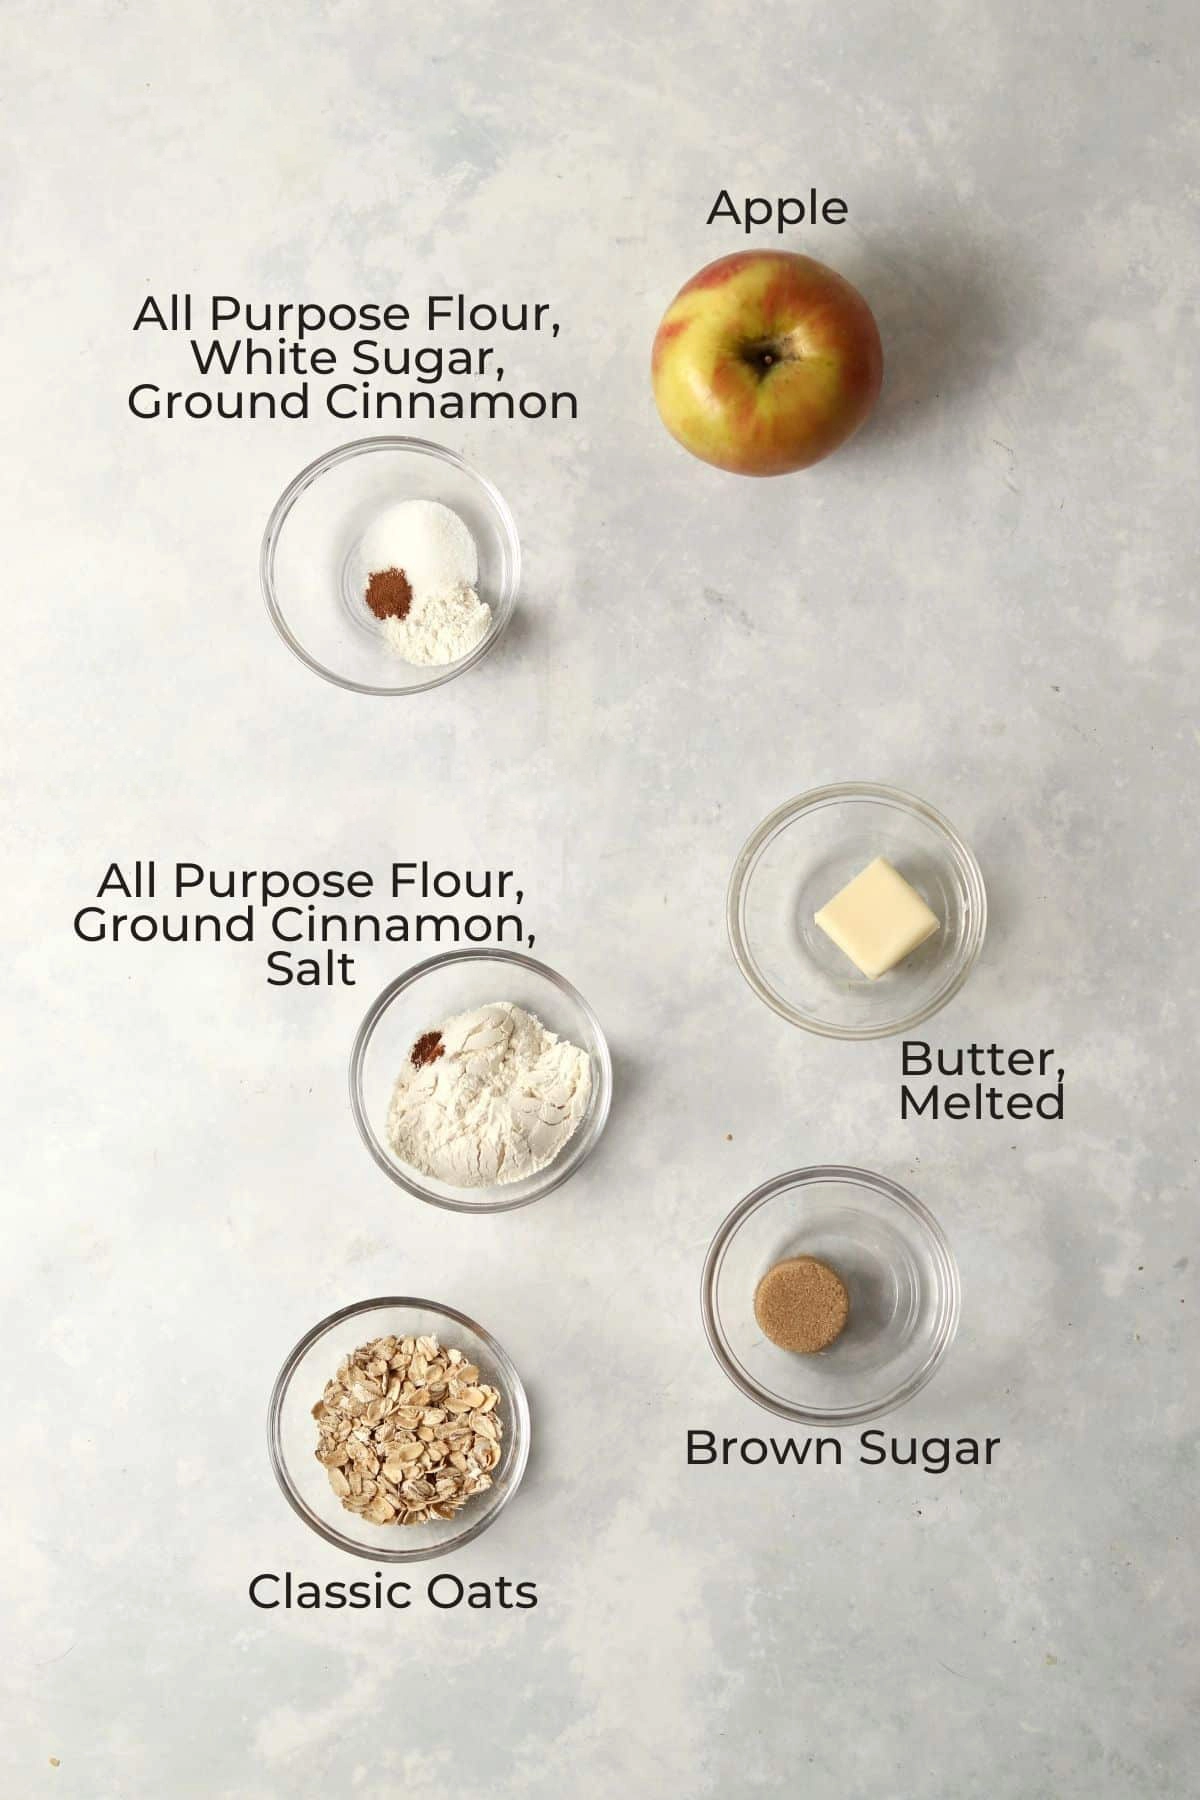 Apple
All Purpose Flour,
White Sugar,
Ground Cinnamon
All Purpose Flour,
Ground Cinnamon,
Salt
Butter,
Melted
Brown Sugar
Classic Oats